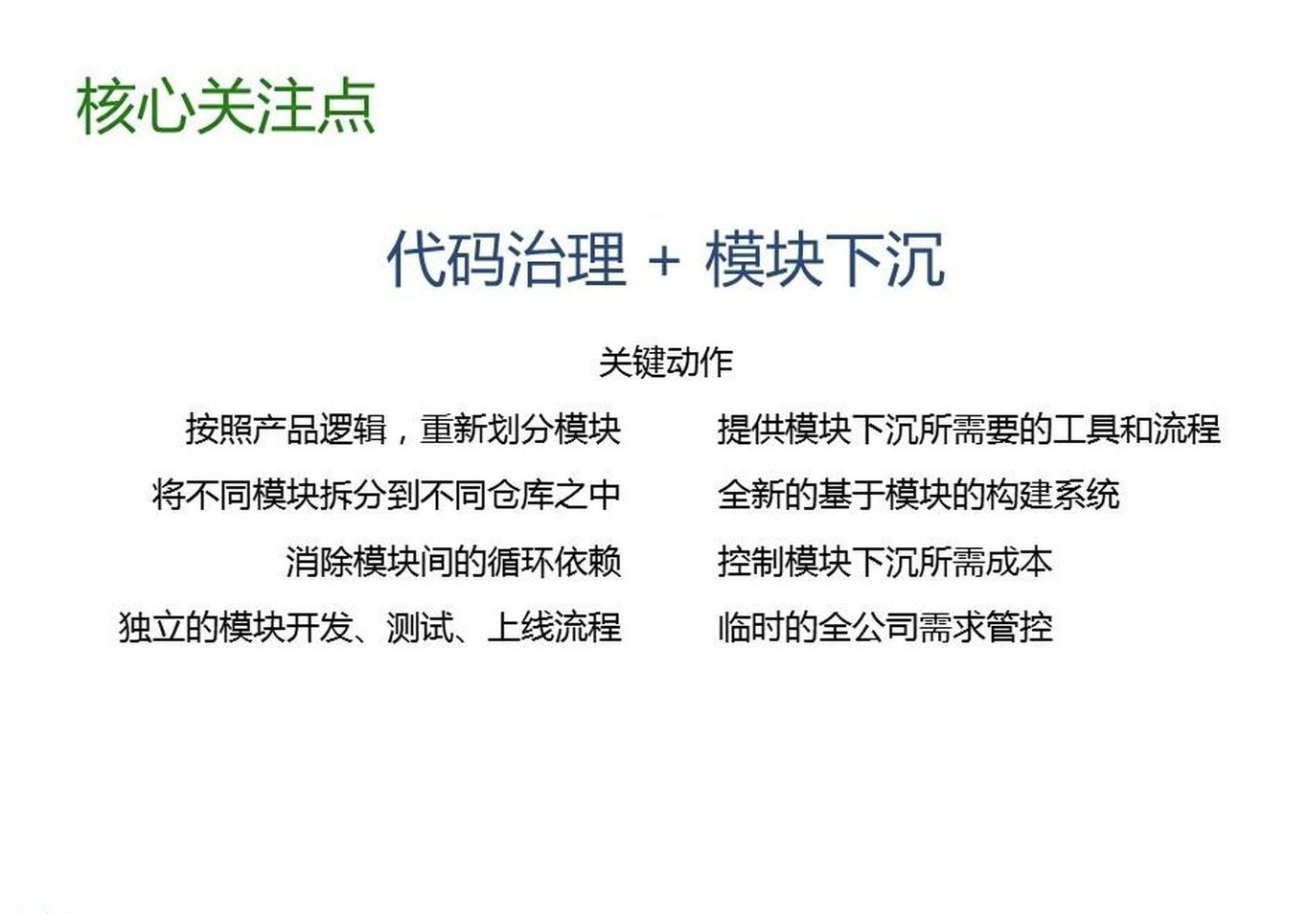 核心关注点
代码治理 + 模块下沉
关键动作
按照产品逻辑，重新划分模块
将不同模块拆分到不同仓库之中
消除模块间的循环依赖
独立的模块开发、测试、上线流程
提供模块下沉所需要的工具和流程
全新的基于模块的构建系统
控制模块下沉所需成本
临时的全公司需求管控